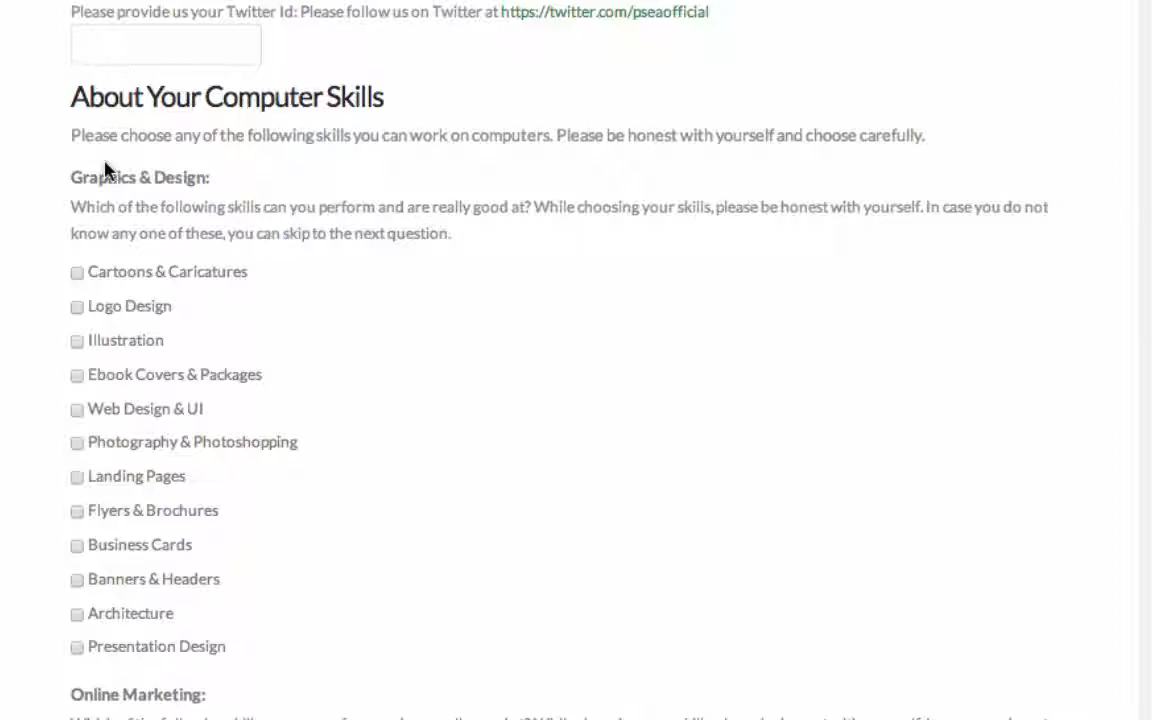 Please provide us your Twitter Id: Please follow us on Twitter at https://twitter.com/pseaofficial
About Your Computer Skills
Please choose any of the following skills you can work on computers. Please be honest with yourself and choose carefully.
Graphics & Design:
Which of the following skills can you perform and are really good at? While choosing your skills, please be honest with yourself. In case you do not
know any one of these, you can skip to the next question.
Cartoons & Caricatures
Logo Design
Illustration
Ebook Covers & Packages
Web Design & UI
Photography & Photoshopping
Landing Pages
Flyers & Brochures
Business Cards
Banners & Headers
Architecture
Presentation Design
Online Marketing: